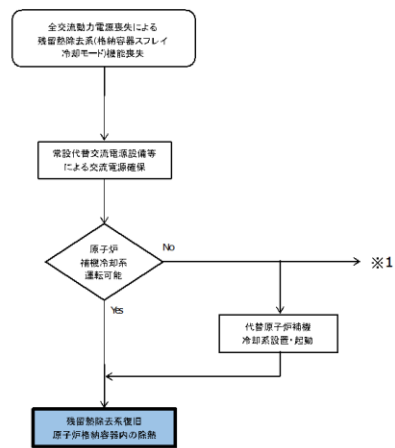 全交流動力電源喪失による
残留熱除去系(格納容器スプレイ
冷却モード)機能喪失
常設代替交流電源設備等
による交流電源確保
原子炉
補機冷却系
運転可能
No
※1
Yes
代替原子炉補機
冷却系設置・起動
残留熱除去系復旧
原子炉格納容器内の除熱